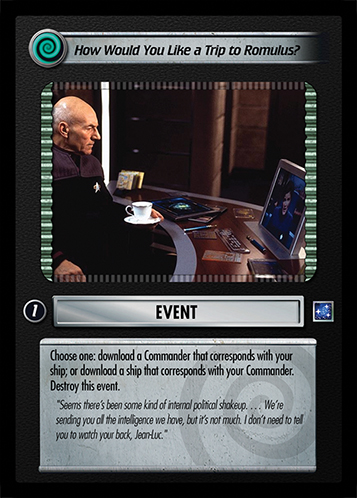 How Would You Like a Trip to Romulus?
1
EVENT
Choose one: download a Commander that corresponds with your
ship; or download a ship that corresponds with your Commander.
Destroy this event.
"Seems there's been some kind of internal political shakeup. . . . We're
sending you all the intelligence we have, but it's not much. I don't need to tell
you to watch your back, Jean-Luc."